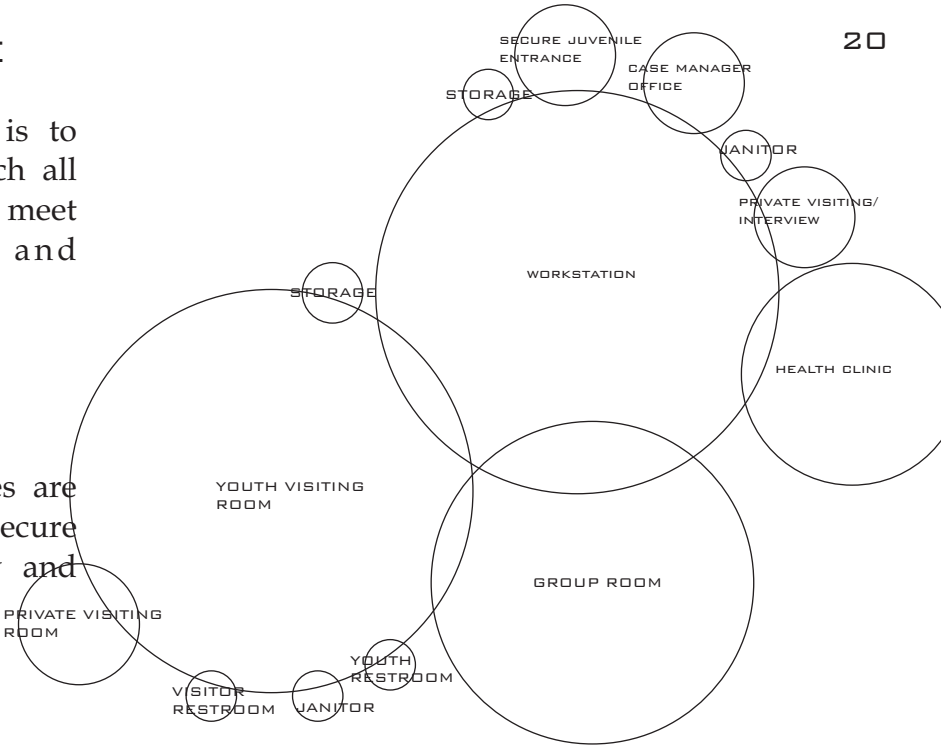 20
is to
ch all
meet
and
es are
ecure
and
SECURE JUVENILE
ENTRANCE
CASE MANAGER
OFFICE
STORAGE
JANITOR
PRIVATE VISITING/
INTERVIEW
WORKSTATION
STORAGE
HEALTH CLINIC
YOUTH VISITING
ROOM
GROUP ROOM
PRIVATE VISITING
ROOM
YOUTH
RESTROOM
VISITOR
RESTROOM
JANITOR